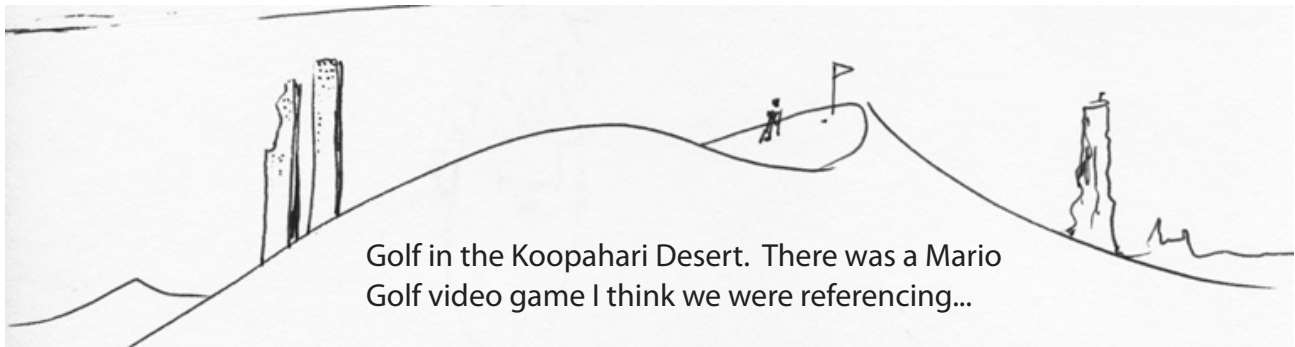 Golf in the Koopahari Desert.  There was a Mario
Golf video game I think we were referencing...